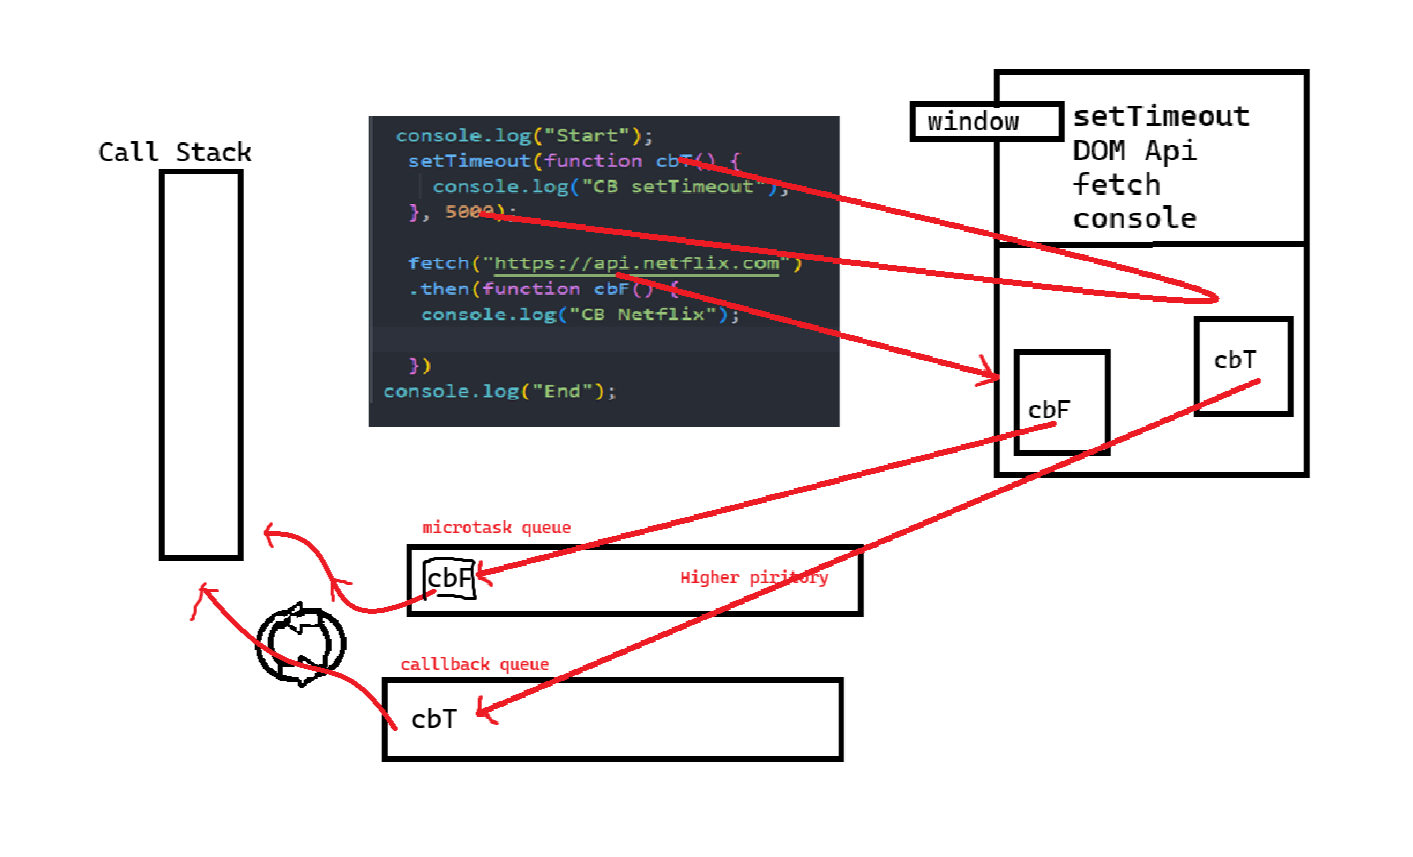 Call Stack
console.log("Start");
setTimeout(function cbT() {
console.log("CB setTimeout");
}, 5000);
fetch("https://api.netflix.com")
.then(function cbF() {
console.log("CB Netflix");
})
console.log("End");
window
setTimeout
DOM Api
fetch
console
cbT
cbF
microtask queue
cbF
Higher piritory
calllback queue
cbT